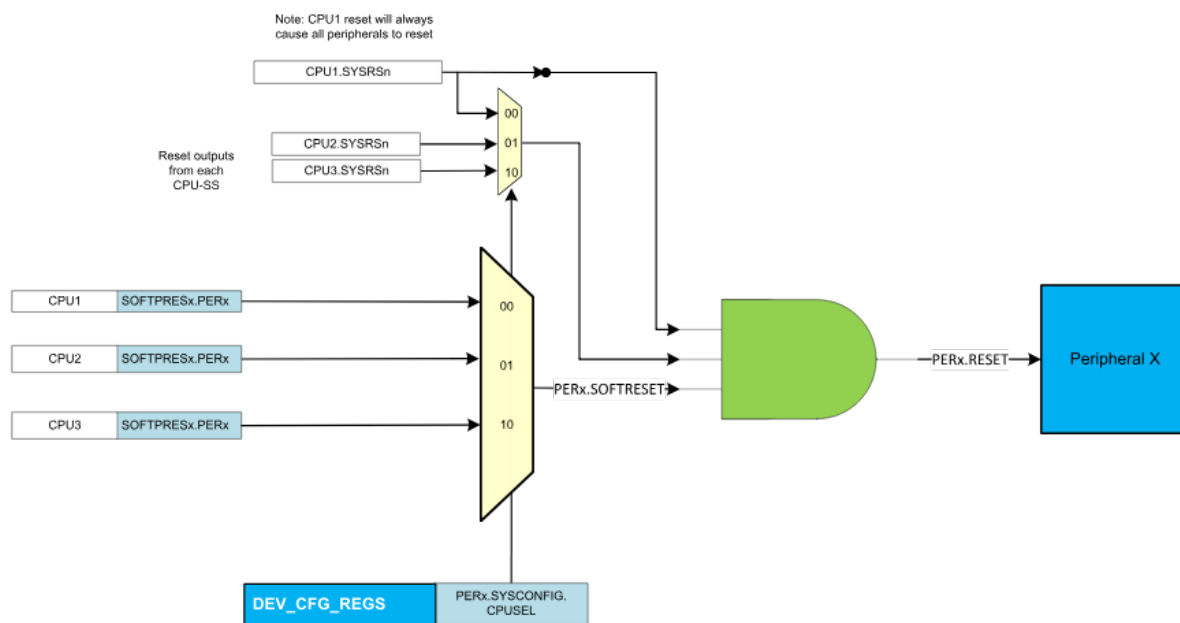 Note: CPU1 reset will always
cause all peripherals to reset
CPU1.SYSRSn
00
CPU2.SYSRSn
01
Reset outputs
from each
CPU-SS
CPU3.SYSRSn
10
CPU1 SOFTPRESx.PERx
00
CPU2 SOFTPRESx.PERx
01
PERx.RESET
Peripheral X
PERx.SOFTRESET
CPU3 SOFTPRESx.PERx
10
DEV_CFG_REGS
PERx.SYSCONFIG.
CPUSEL